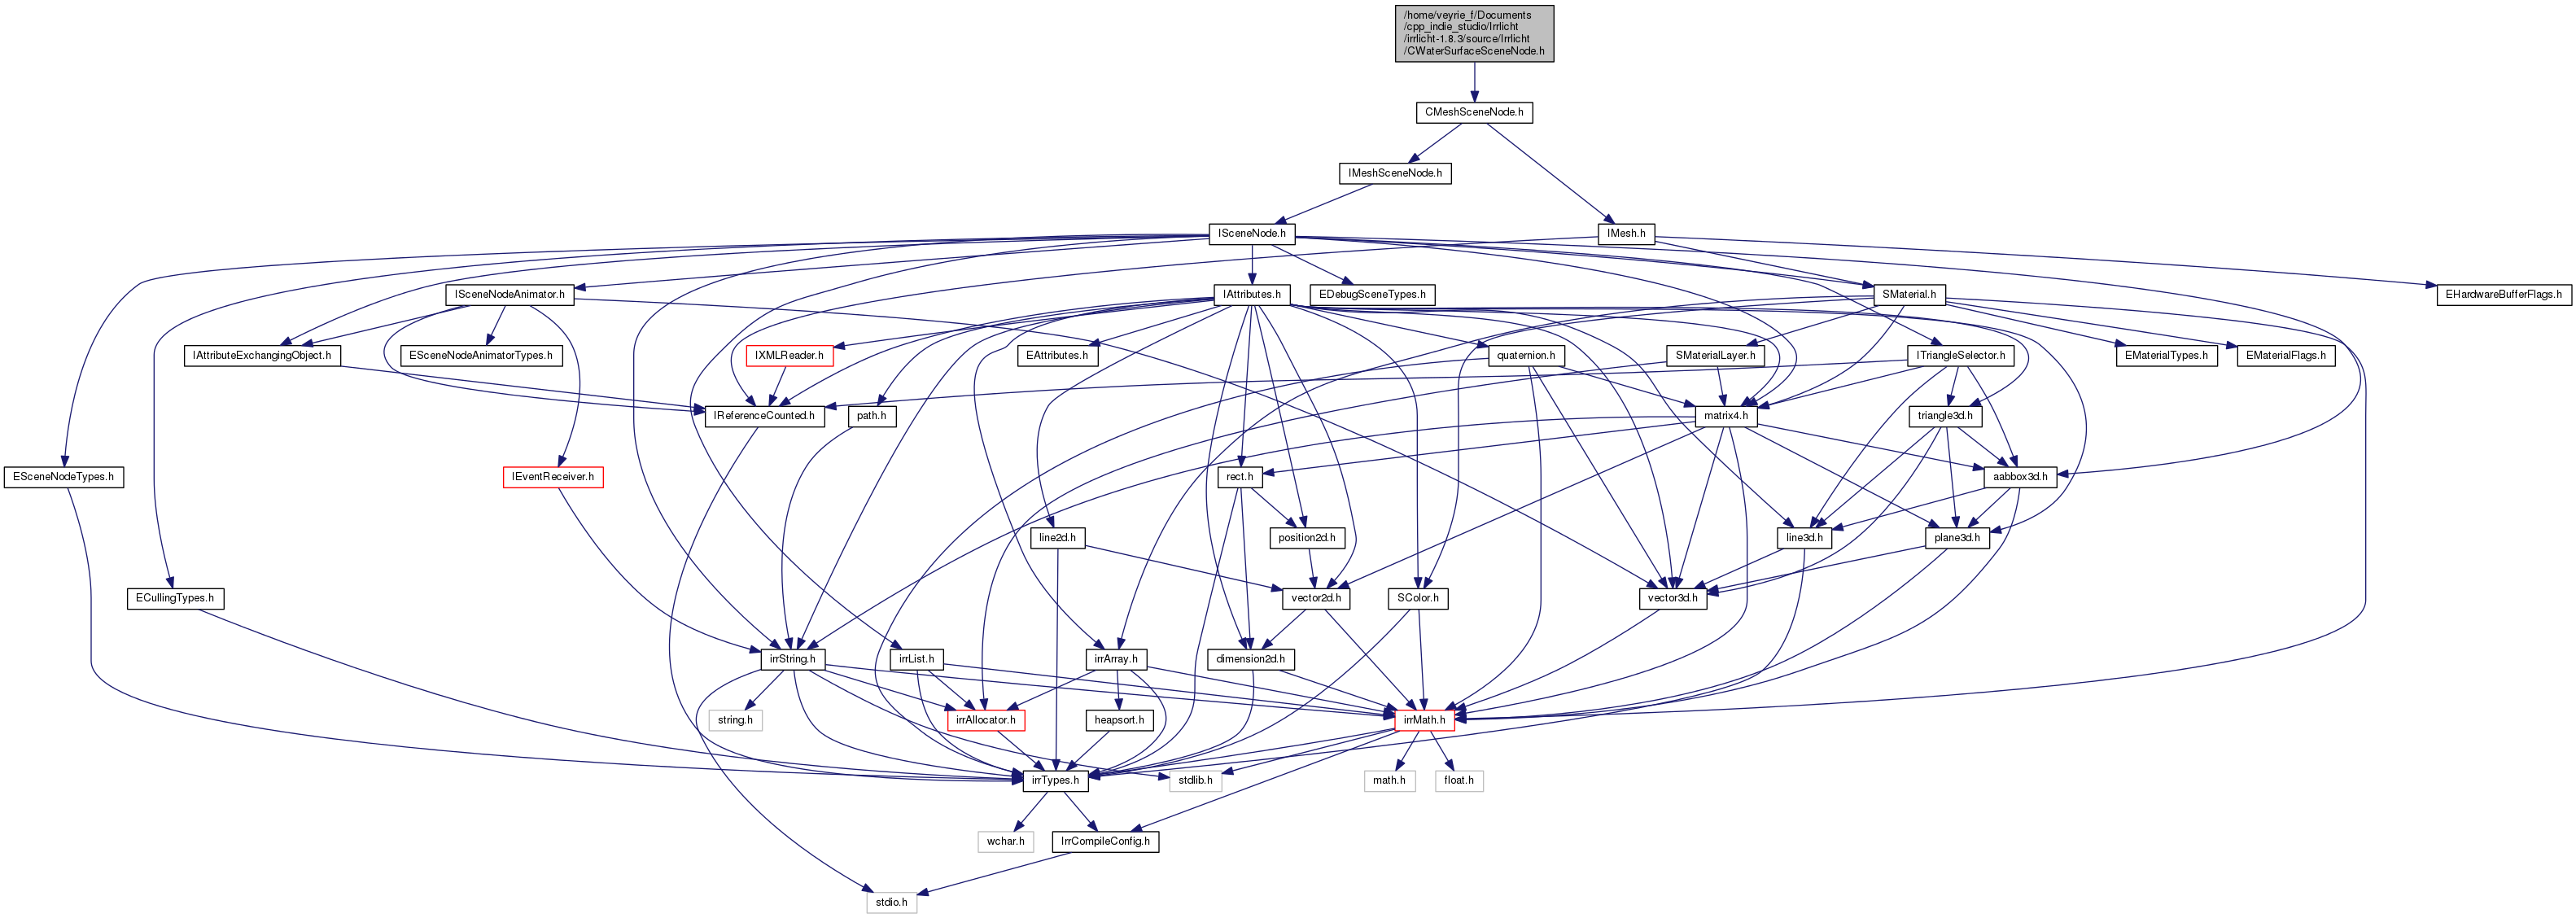 /home/veyrie_f/Documents
/cpp_indie_studio/Irrlicht
/irrlicht-1.8.3/source/Irrlicht
/CWaterSurfaceSceneNode.h
CMeshSceneNode.h
IMeshSceneNode.h
ISceneNode.h
IMesh.h
ISceneNodeAnimator.h
IAttributes.h
EDebugSceneTypes.h
SMaterial.h
EHardwareBufferFlags.h
IAttributeExchangingObject.h
ESceneNodeAnimatorTypes.h
IXMLReader.h
EAttributes.h
quaternion.h
SMaterialLayer.h
ITriangleSelector.h
EMaterialTypes.h
EMaterialFlags.h
IReferenceCounted.h
path.h
matrix4.h
triangle3d.h
ESceneNodeTypes.h
IEventReceiver.h
rect.h
aabbox3d.h
line2d.h
position2d.h
line3d.h
plane3d.h
ECullingTypes.h
vector2d.h
SColor.h
vector3d.h
irrString.h
irrList.h
irrArray.h
dimension2d.h
string.h
irrAllocator.h
heapsort.h
irrMath.h
irrTypes.h
stdlib.h
math.h
float.h
wchar.h
IrrCompileConfig.h
stdio.h